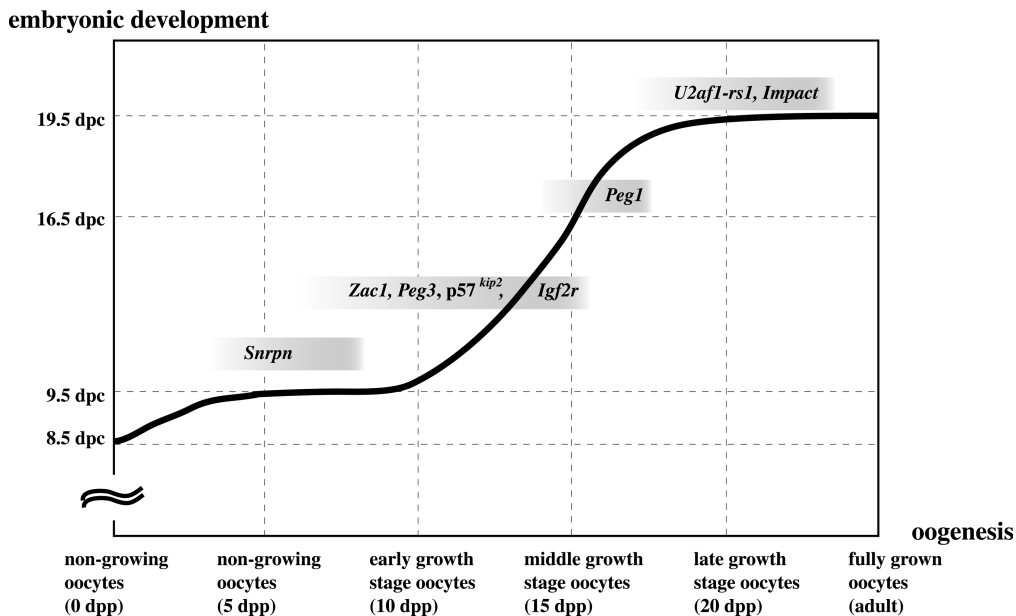 embryonic development
U2af1-rs1, Impact
19.5 dpc
Peg1
16.5 dpc
Zac1, Peg3, p57 kip2, Igf2r
Snrpn
9.5 dpc
8.5 dpc
oogenesis
non-growing oocytes (0 dpp)
non-growing oocytes (5 dpp)
early growth stage oocytes (10 dpp)
middle growth stage oocytes (15 dpp)
late growth stage oocytes (20 dpp)
fully grown oocytes (adult)